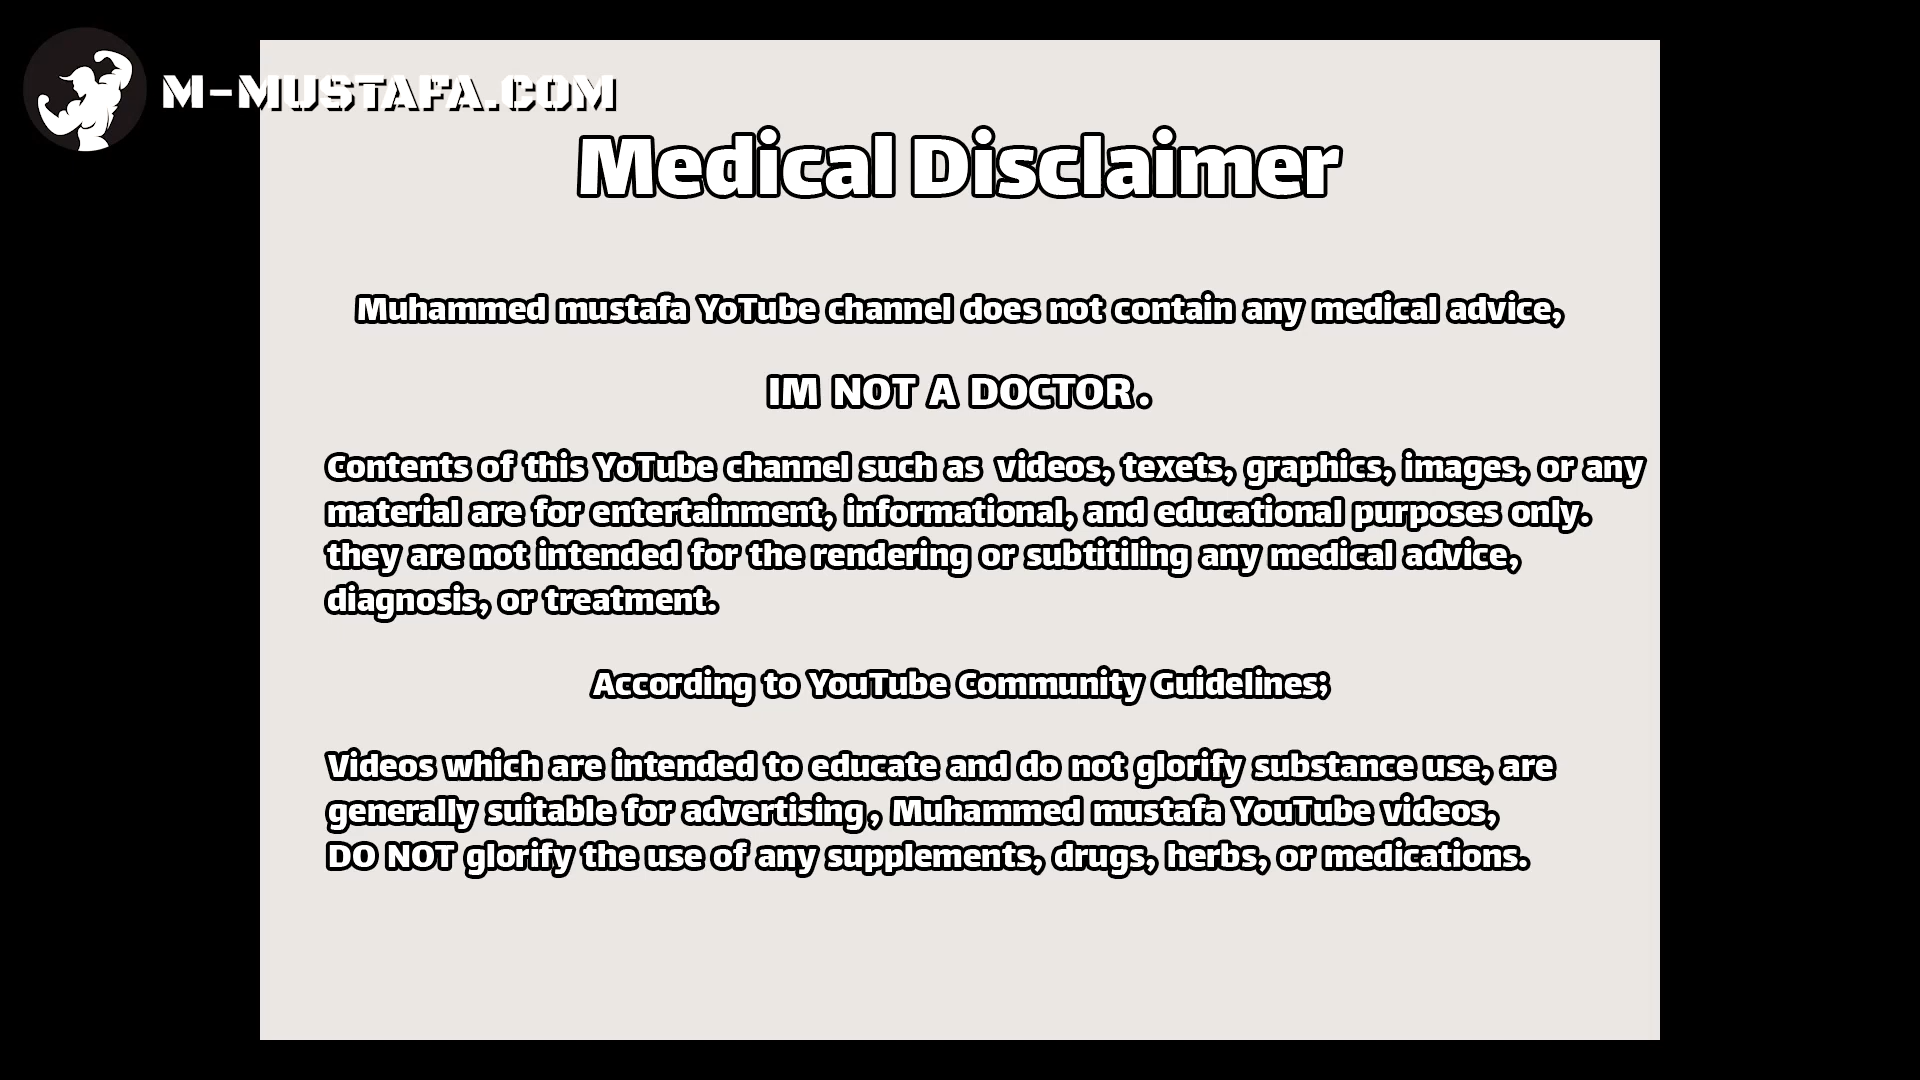 M-MUSTAFA.COM
Medical Disclaimer
Muhammed mustafa YoTube channel does not contain any medical advice,
IM NOT A DOCTOR.
Contents of this YoTube channel such as videos, texets, graphics, images, or any
material are for entertainment, informational, and educational purposes only.
they are not intended for the rendering or subtitiling any medical advice,
diagnosis, or treatment.
According to YouTube Community Guidelines;
Videos which are intended to educate and do not glorify substance use, are
generally suitable for advertising, Muhammed mustafa YouTube videos,
DO NOT glorify the use of any supplements, drugs, herbs, or medications.